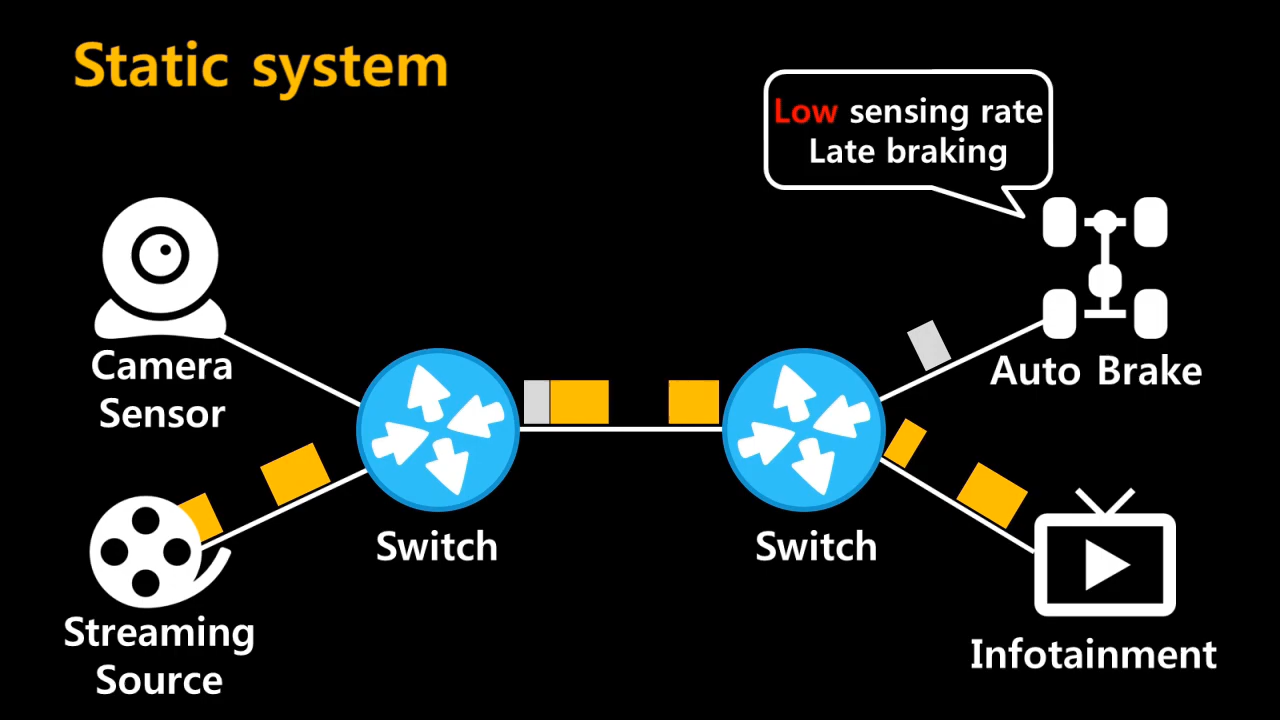 Static system
Low sensing rate
Late braking
Camera
Sensor
Auto Brake
Switch
Switch
Streaming
Source
Infotainment